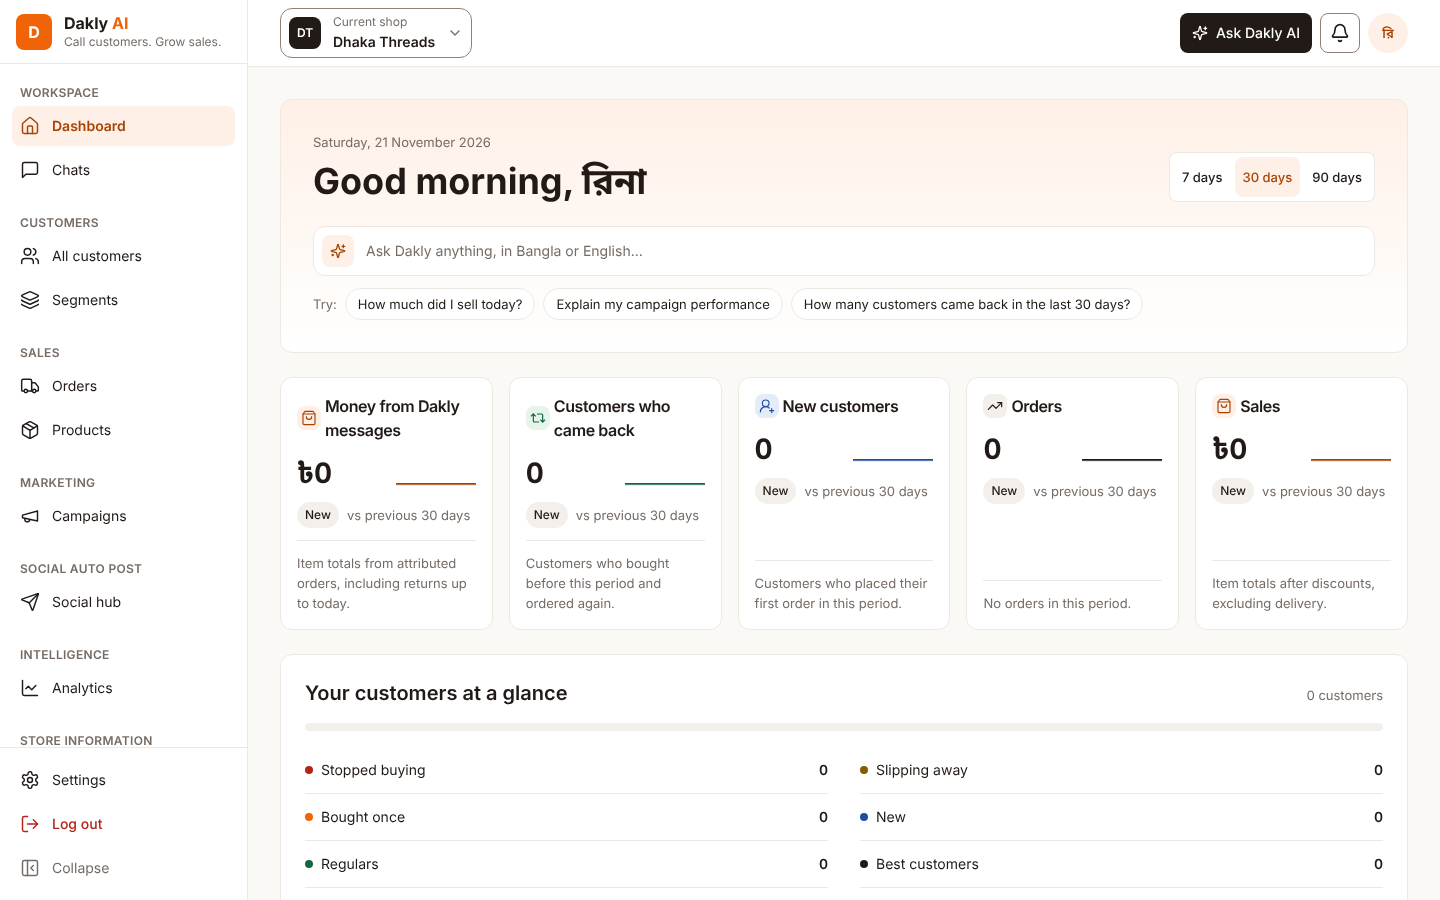 D
Dakly AI
Call customers. Grow sales.
WORKSPACE
Dashboard
Chats
CUSTOMERS
All customers
Segments
SALES
Orders
Products
MARKETING
Campaigns
SOCIAL AUTO POST
Social hub
INTELLIGENCE
Analytics
STORE INFORMATION
Settings
Log out
Collapse
DT
Current shop
Dhaka Threads
Ask Dakly AI
রি
Saturday, 21 November 2026
Good morning, রিনা
7 days
30 days
90 days
Ask Dakly anything, in Bangla or English...
Try:
How much did I sell today?
Explain my campaign performance
How many customers came back in the last 30 days?
Money from Dakly
messages
৳0
New
vs previous 30 days
Item totals from attributed
orders, including returns up
to today.
Customers who
came back
0
New
vs previous 30 days
Customers who bought
before this period and
ordered again.
New customers
0
New
vs previous 30 days
Customers who placed their
first order in this period.
Orders
0
New
vs previous 30 days
No orders in this period.
Sales
৳0
New
vs previous 30 days
Item totals after discounts,
excluding delivery.
Your customers at a glance
0 customers
Stopped buying
0
Slipping away
0
Bought once
0
New
0
Regulars
0
Best customers
0